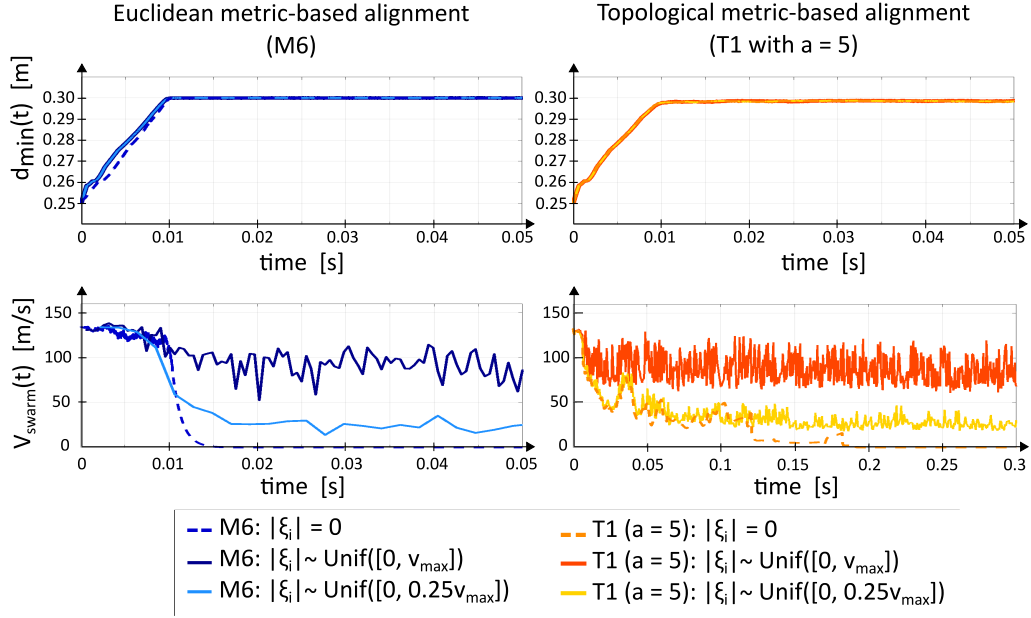 Euclidean metric-based alignment
(M6)
Topological metric-based alignment
(T1 with a = 5)
dmin(t) [m]
0.30
0.29
0.28
0.27
0.26
0.25
0 0.01 0.02 0.03 0.04 0.05
time [s]
0.30
0.29
0.28
0.27
0.26
0.25
0 0.01 0.02 0.03 0.04 0.05
time [s]
Vswarm(t) [m/s]
150
100
50
0
0 0.01 0.02 0.03 0.04 0.05
time [s]
150
100
50
0
0 0.05 0.1 0.15 0.2 0.25 0.3
time [s]
M6: |ξi| = 0
M6: |ξi|~ Unif([0, vmax])
M6: |ξi|~ Unif([0, 0.25vmax])
T1 (a = 5): |ξi| = 0
T1 (a = 5): |ξi|~ Unif([0, vmax])
T1 (a = 5): |ξi|~ Unif([0, 0.25vmax])